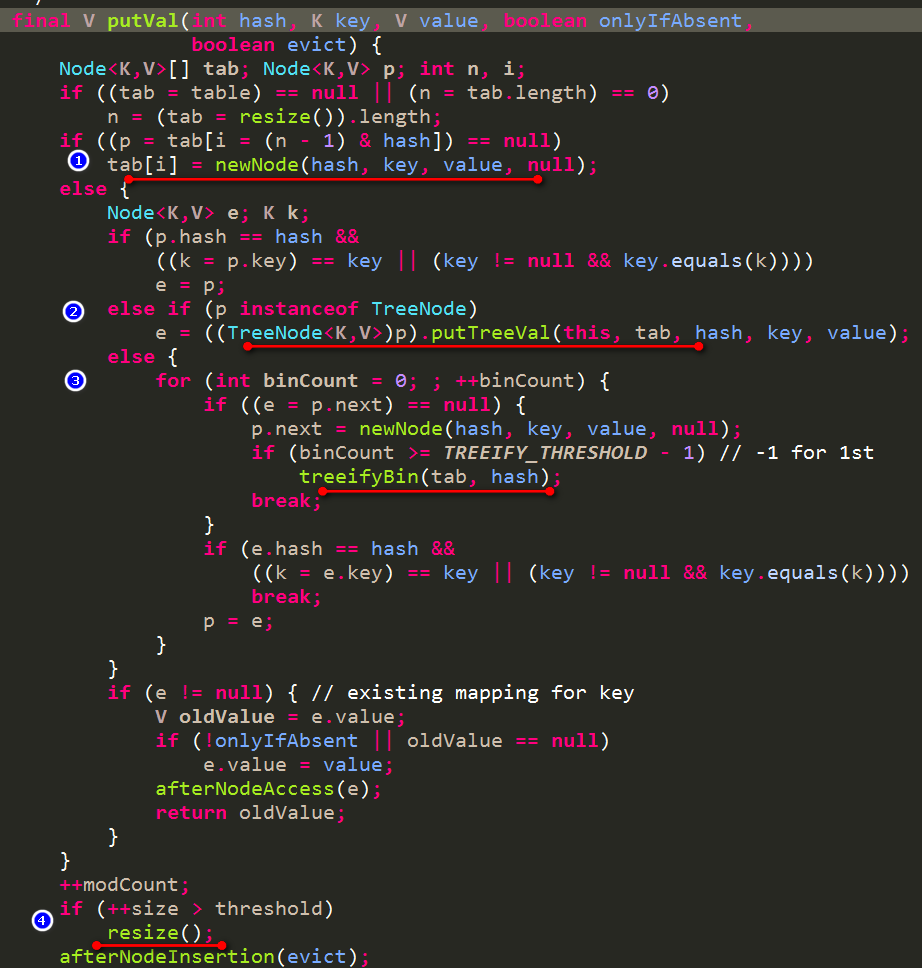 final V putVal(int hash, K key, V value, boolean onlyIfAbsent,
               boolean evict) {
    Node<K,V>[] tab; Node<K,V> p; int n, i;
    if ((tab = table) == null || (n = tab.length) == 0)
        n = (tab = resize()).length;
    if ((p = tab[i = (n - 1) & hash]) == null)
1       tab[i] = newNode(hash, key, value, null);
    else {
        Node<K,V> e; K k;
        if (p.hash == hash &&
            ((k = p.key) == key || (key != null && key.equals(k))))
            e = p;
2       else if (p instanceof TreeNode)
            e = ((TreeNode<K,V>)p).putTreeVal(this, tab, hash, key, value);
        else {
3           for (int binCount = 0; ; ++binCount) {
                if ((e = p.next) == null) {
                    p.next = newNode(hash, key, value, null);
                    if (binCount >= TREEIFY_THRESHOLD - 1) // -1 for 1st
                        treeifyBin(tab, hash);
                    break;
                }
                if (e.hash == hash &&
                    ((k = e.key) == key || (key != null && key.equals(k))))
                    break;
                p = e;
            }
        }
        if (e != null) { // existing mapping for key
            V oldValue = e.value;
            if (!onlyIfAbsent || oldValue == null)
                e.value = value;
            afterNodeAccess(e);
            return oldValue;
        }
    }
    ++modCount;
4   if (++size > threshold)
        resize();
    afterNodeInsertion(evict);